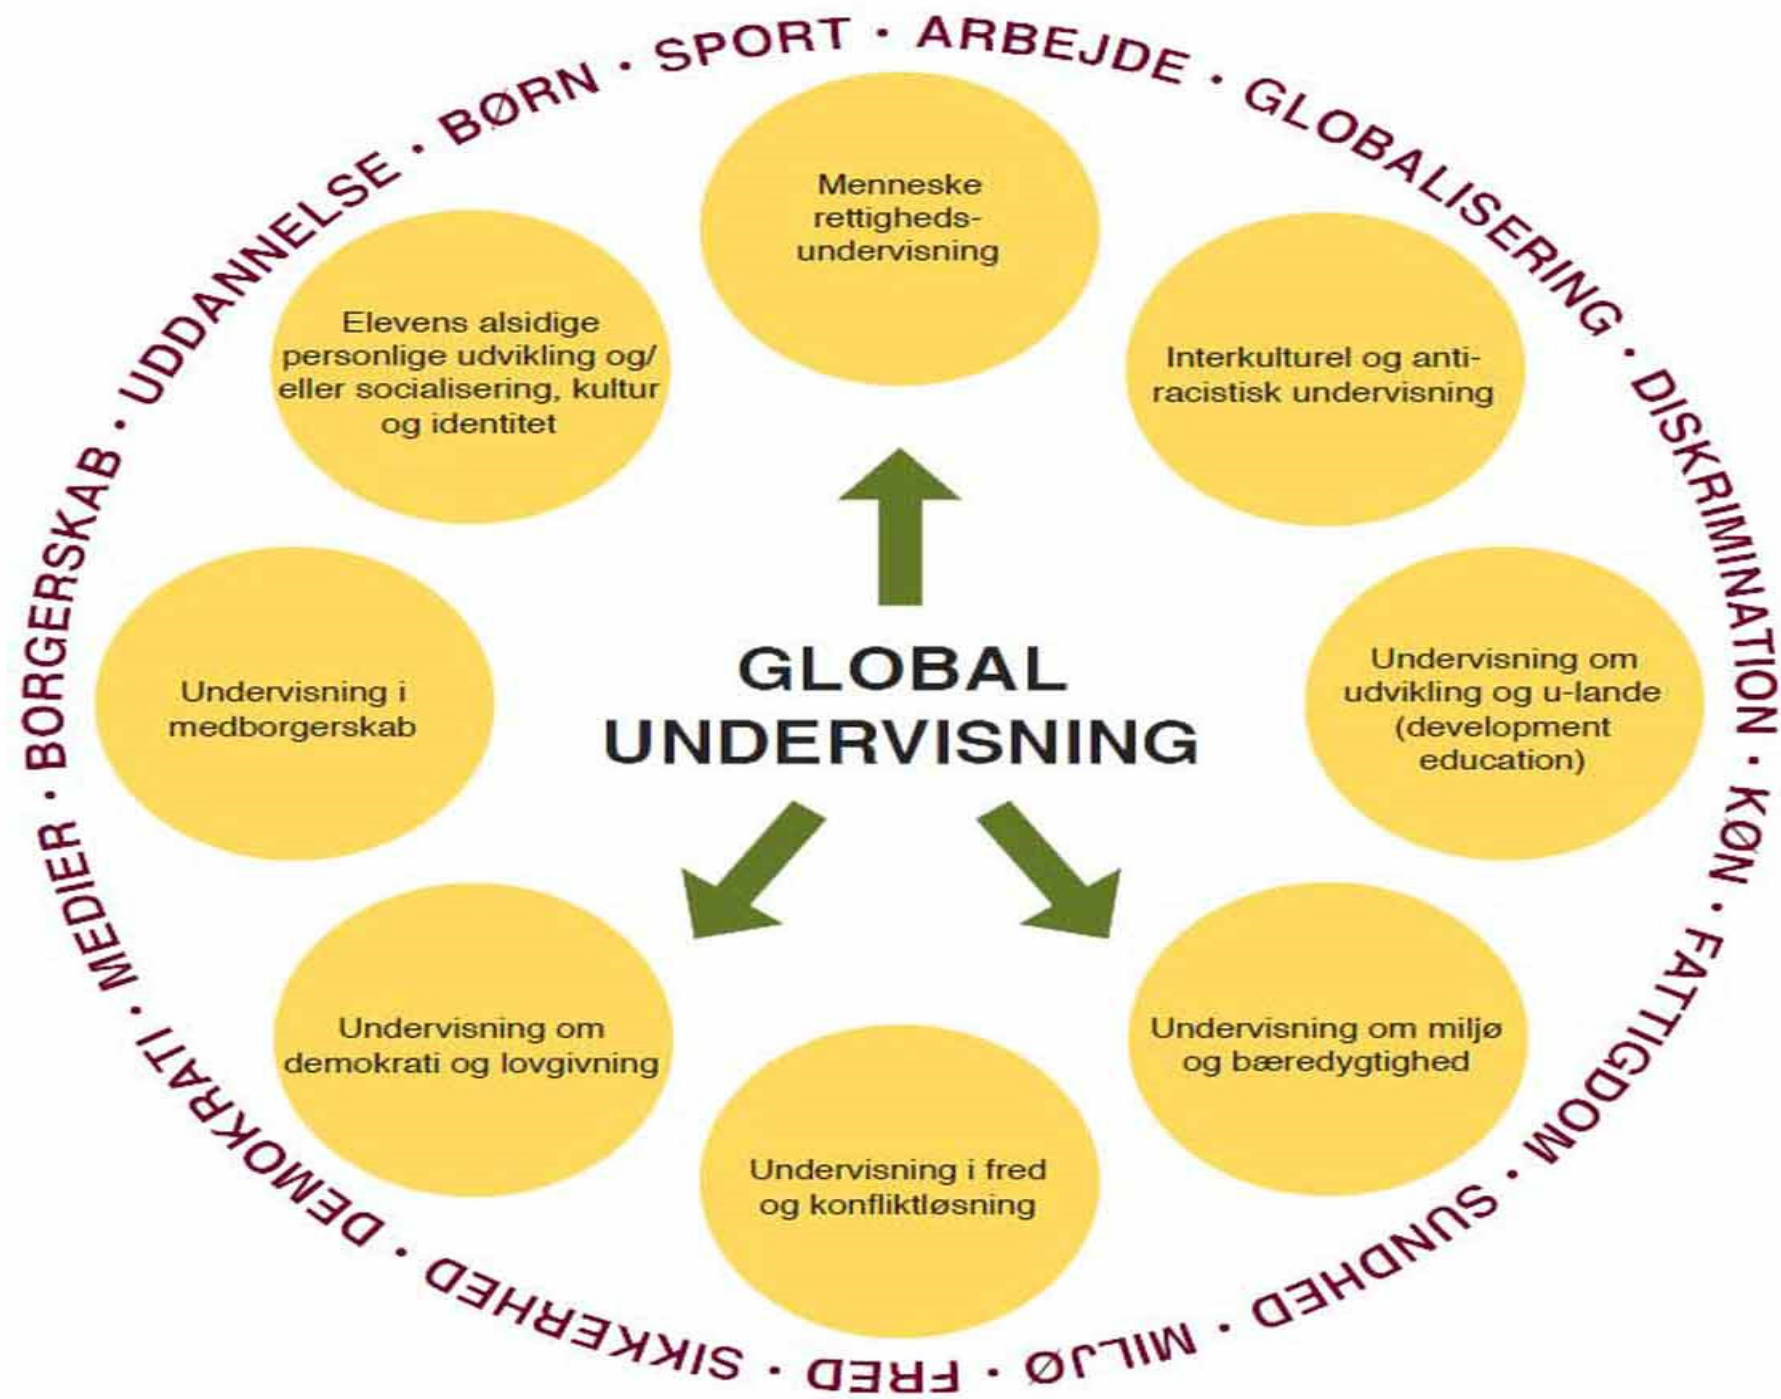 BORGERSKAB · UDDANNELSE · BØRN · SPORT · ARBEJDE · GLOBALISERING · DISKRIMINATION · KØN · FATTIGDOM · SUNDHED · MILJØ · FRED · SIKKERHED · DEMOKRATI · MEDIER ·
Menneske
rettigheds-
undervisning
Interkulturel og anti-
racistisk undervisning
Undervisning om
udvikling og u-lande
(development
education)
Undervisning om miljø
og bæredygtighed
Undervisning i fred
og konfliktløsning
Undervisning om
demokrati og lovgivning
Undervisning i
medborgerskab
Elevens alsidige
personlige udvikling og/
eller socialisering, kultur
og identitet
GLOBAL
UNDERVISNING